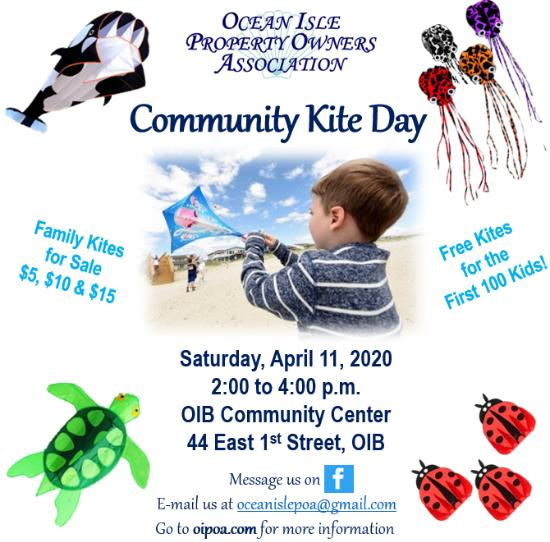 Ocean Isle
Property Owners
Association
Community Kite Day
Family Kites
for Sale
$5, $10 & $15
Free Kites
for the
First 100 Kids!
Saturday, April 11, 2020
2:00 to 4:00 p.m.
OIB Community Center
44 East 1st Street, OIB
Message us on f
E-mail us at oceanislepoa@gmail.com
Go to oipoa.com for more information